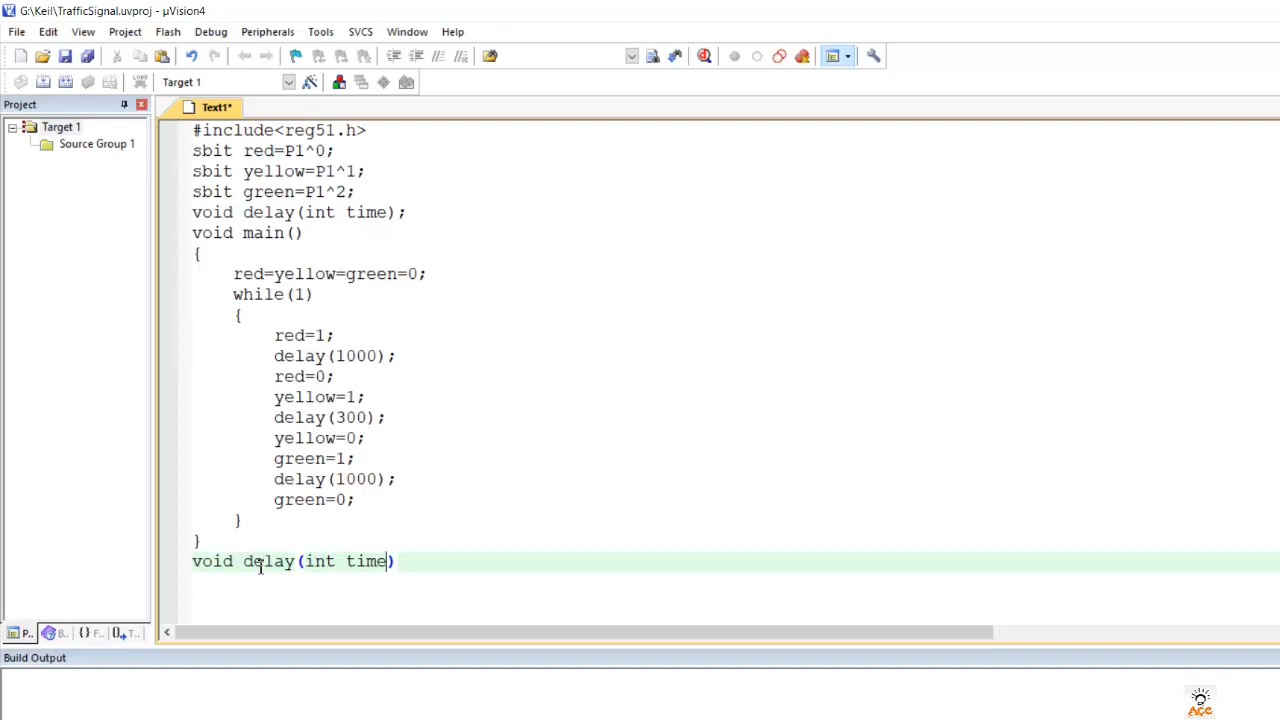 G:\Keil\TrafficSignal.uvproj - µVision4
File Edit View Project Flash Debug Peripherals Tools SVCS Window Help
LOAD Target 1
Project
Text1*
Target 1
Source Group 1
#include<reg51.h>
sbit red=P1^0;
sbit yellow=P1^1;
sbit green=P1^2;
void delay(int time);
void main()
{
red=yellow=green=0;
while(1)
{
red=1;
delay(1000);
red=0;
yellow=1;
delay(300);
yellow=0;
green=1;
delay(1000);
green=0;
}
}
void delay(int time)
P.. B.. {} F... {}→ T...
Build Output
Acc